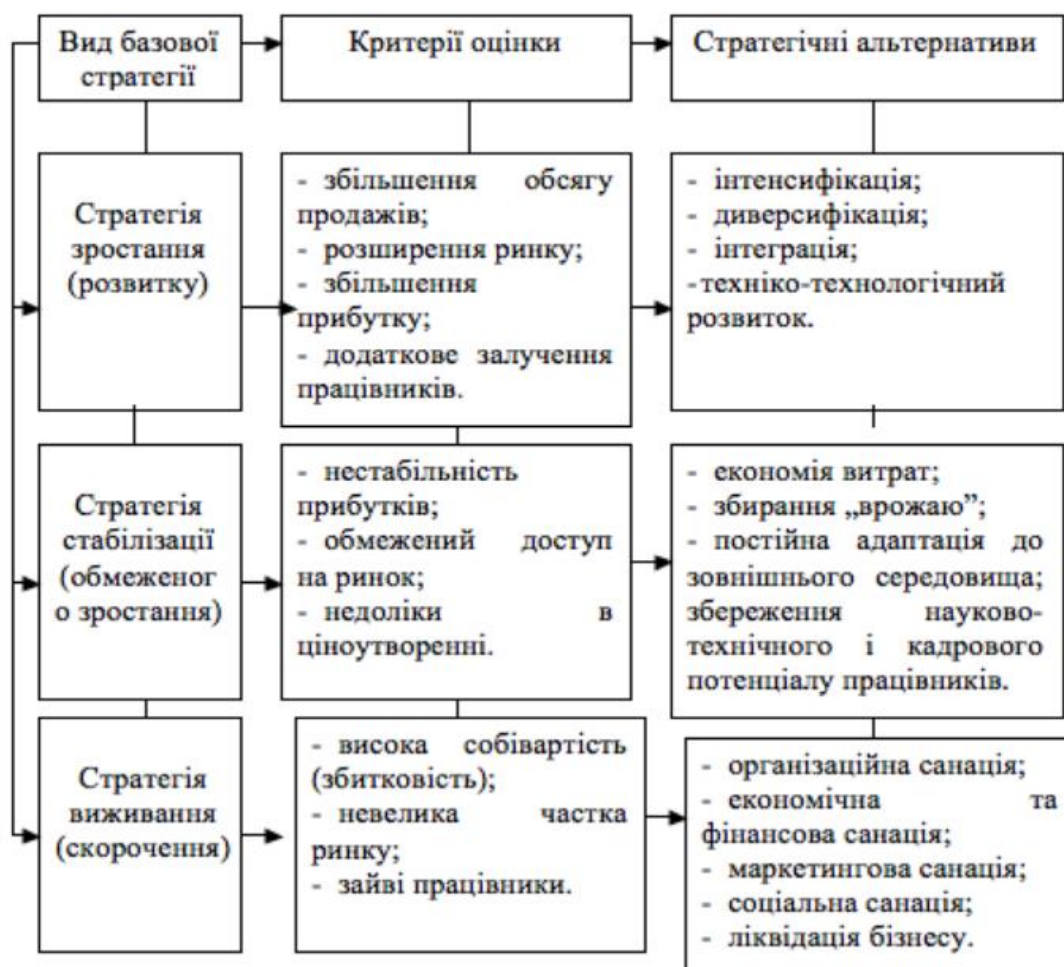 Вид базової
стратегії
Критерії оцінки
Стратегічні альтернативи
Стратегія
зростання
(розвитку)
- збільшення обсягу
продажів;
- розширення ринку;
- збільшення
прибутку;
- додаткове залучення
працівників.
- інтенсифікація;
- диверсифікація;
- інтеграція;
-техніко-технологічний
розвиток.
Стратегія
стабілізації
(обмеженог
о зростання)
- нестабільність
прибутків;
- обмежений доступ
на ринок;
- недоліки в
ціноутворенні.
- економія витрат;
- збирання „врожаю”;
- постійна адаптація до
зовнішнього середовища;
збереження науково-
технічного і кадрового
потенціалу працівників.
Стратегія
виживання
(скорочення)
- висока собівартість
(збитковість);
- невелика частка
ринку;
- зайві працівники.
- організаційна санація;
- економічна та
фінансова санація;
- маркетингова санація;
- соціальна санація;
- ліквідація бізнесу.